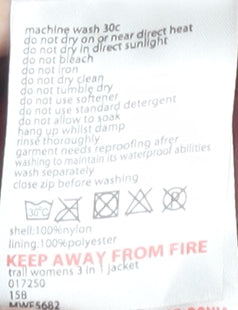 machine wash 30c
do not dry on or near direct heat
do not dry in direct sunlight
do not bleach
do not iron
do not dry clean
do not tumble dry
do not use softener
do not use standard detergent
do not allow to soak
hang up whilst damp
rinse thoroughly
garment needs reproofing afrer
washing to maintain its waterproof abilities
wash separately
close zip before washing
30°C
shell:100%nylon
lining:100%polyester
KEEP AWAY FROM FIRE
trail womens 3 in 1 jacket
017250
158
MWF5682